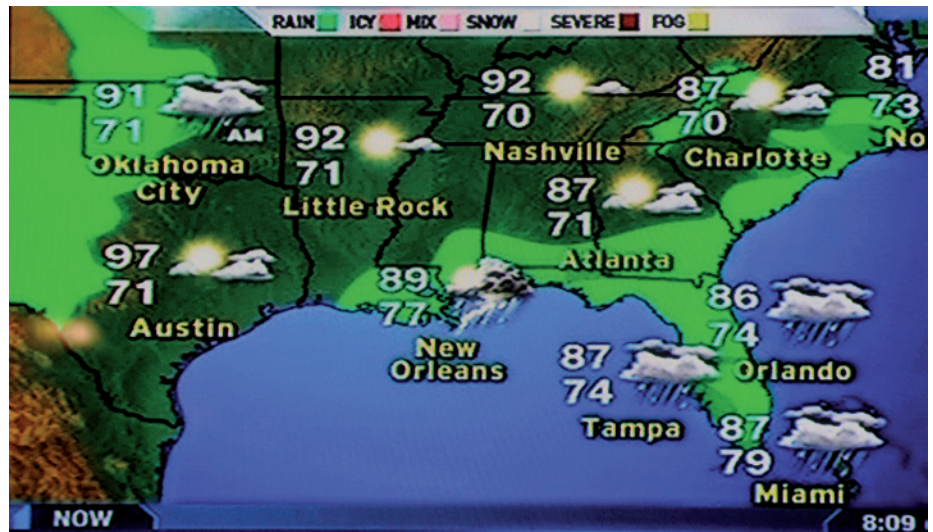 RAIN ICY MIX SNOW SEVERE FOG
91
71
AM
Oklahoma
City
92
71
Little Rock
92
70
Nashville
87
70
Charlotte
81
73
No
97
71
Austin
87
71
Atlanta
89
77
New
Orleans
86
74
Orlando
87
74
Tampa
87
79
Miami
NOW
8:09